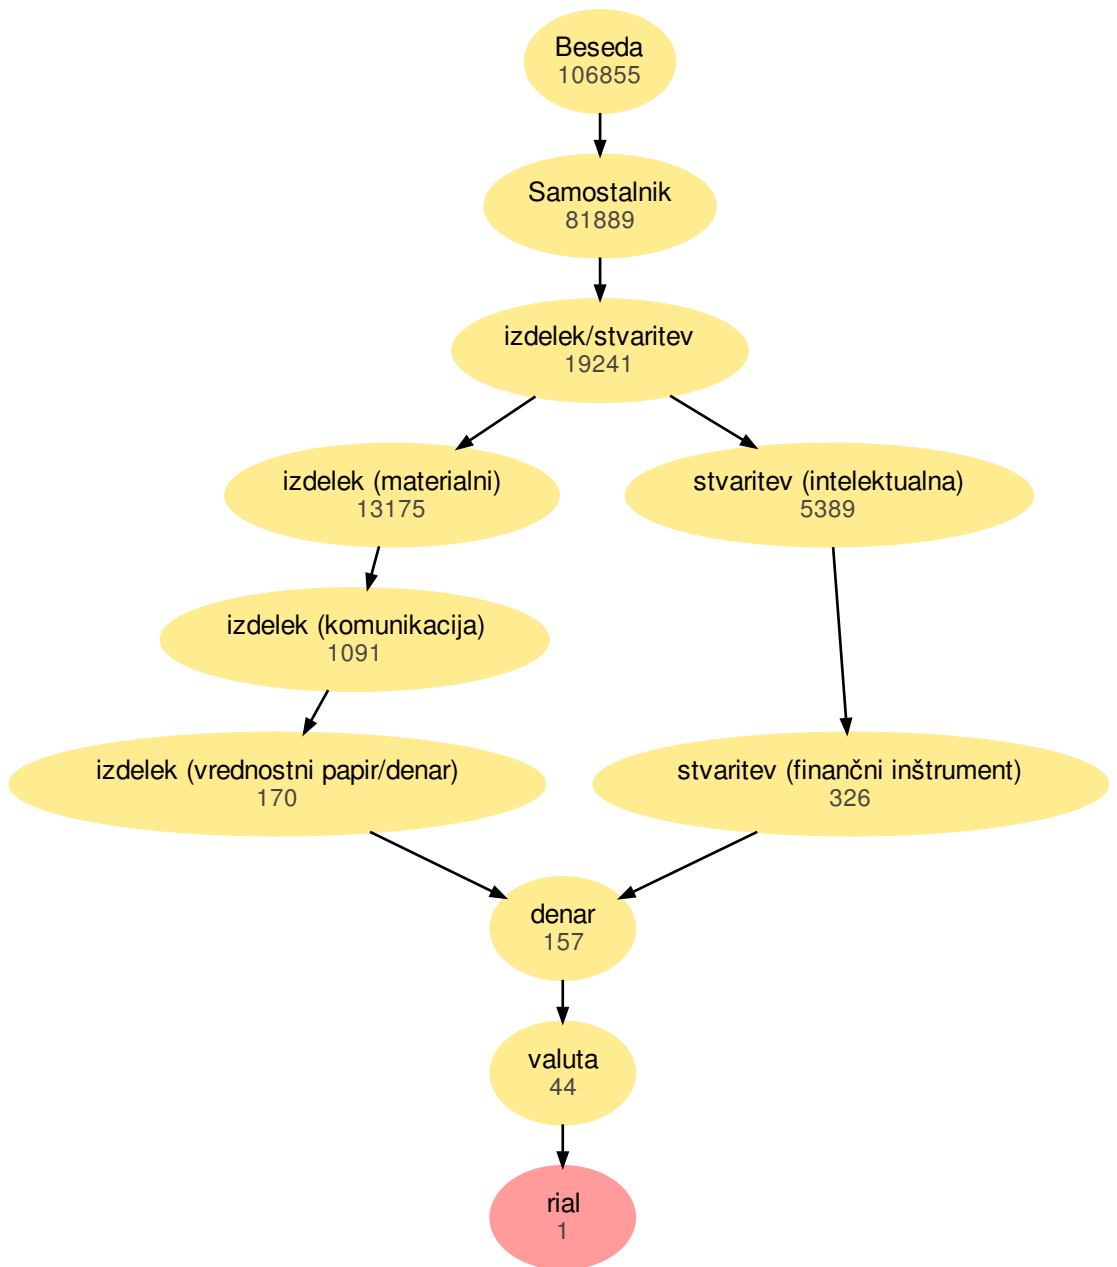 Beseda
106855
Samostalnik
81889
izdelek/stvaritev
19241
izdelek (materialni)
13175
stvaritev (intelektualna)
5389
izdelek (komunikacija)
1091
izdelek (vrednostni papir/denar)
170
stvaritev (finančni inštrument)
326
denar
157
valuta
44
rial
1